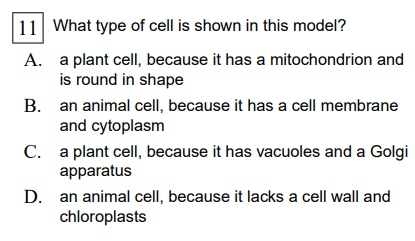 11 What type of cell is shown in this model?
A. a plant cell, because it has a mitochondrion and
is round in shape
B. an animal cell, because it has a cell membrane
and cytoplasm
C. a plant cell, because it has vacuoles and a Golgi
apparatus
D. an animal cell, because it lacks a cell wall and
chloroplasts